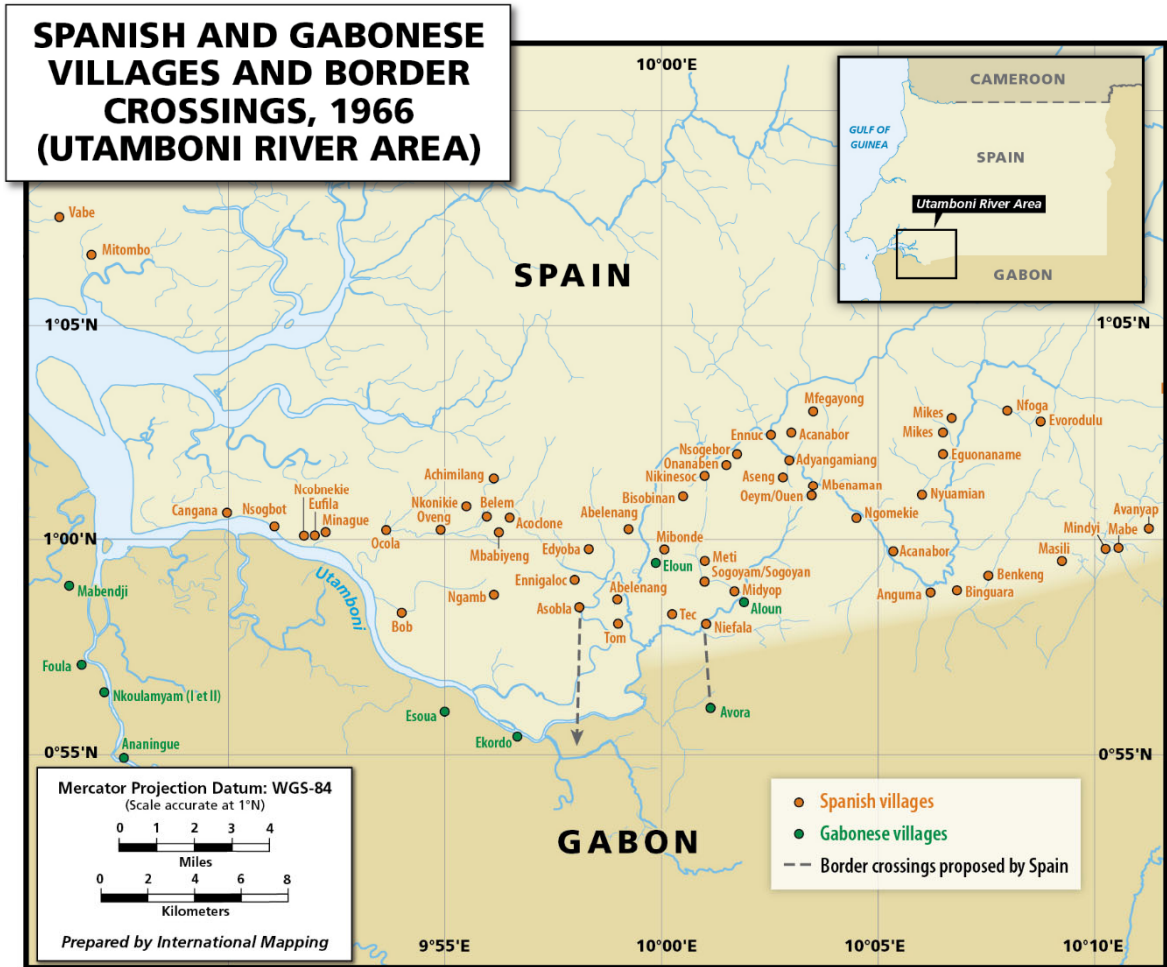 SPANISH AND GABONESE
VILLAGES AND BORDER
CROSSINGS, 1966
(UTAMBONI RIVER AREA)
10°00'E
CAMEROON
GULF OF
GUINEA
SPAIN
Utamboni River Area
GABON
Vabe
Mitombo
SPAIN
1°05'N
1°05'N
Mfegayong
Mikes
Nfoga
Evorodulu
Ennuc
Acanabor
Mikes
Nsogebor
Onanaben
Adyangamiang
Eguonaname
Achimilang
Nikinesoc
Aseng
Mbenaman
Oeym/Ouen
Nyuamian
Bisobinan
Ncobnekie
Eufila
Minague
Cangana
Nsogbot
Nkonikie
Belem
Oveng
Acoclone
Abelenang
Ngomekie
Avanyap
Mindyi
Mabe
1°00'N
1°00'N
Ocola
Mbabiyeng
Edyoba
Mibonde
Acanabor
Masili
Eloun
Meti
Mabendji
Utamboni
Ennigaloc
Abelenang
Sogoyam/Sogoyan
Benkeng
Ngamb
Midyop
Anguma
Binguara
Asobla
Aloun
Bob
Tom
Tec
Niefala
Foula
Nkoulamyam (I et II)
Esoua
Avora
Ekordo
Ananingue
0°55'N
0°55'N
GABON
Mercator Projection Datum: WGS-84
(Scale accurate at 1°N)
0 1 2 3 4
Miles
0 2 4 6 8
Kilometers
Prepared by International Mapping
Spanish villages
Gabonese villages
Border crossings proposed by Spain
9°55'E
10°00'E
10°05'E
10°10'E